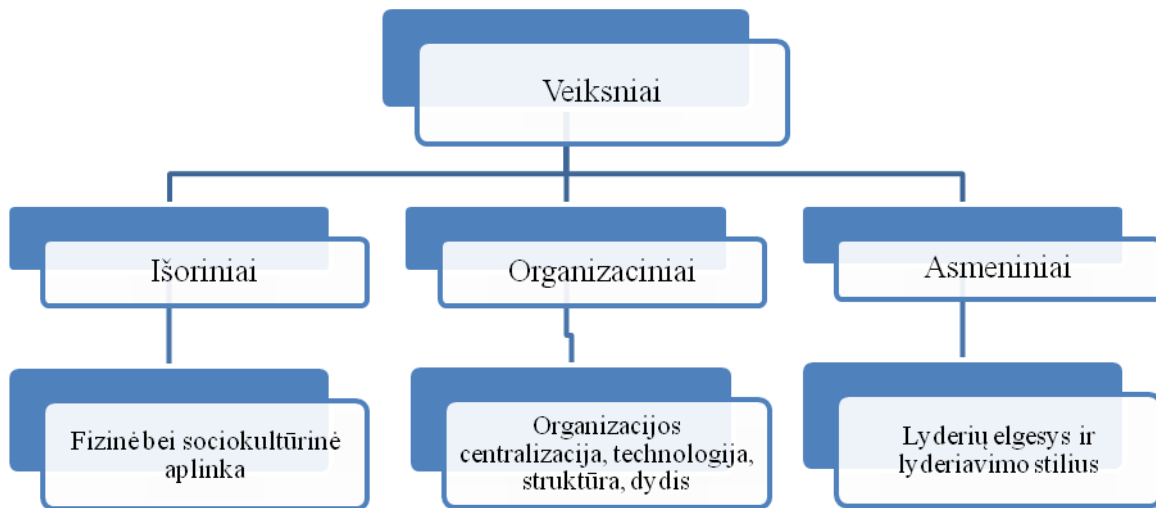 Veiksniai
Išoriniai
Organizaciniai
Asmeniniai
Fizinė bei sociokultūrinė
aplinka
Organizacijos
centralizacija, technologija,
struktūra, dydis
Lyderių elgesys ir
lyderiavimo stilius